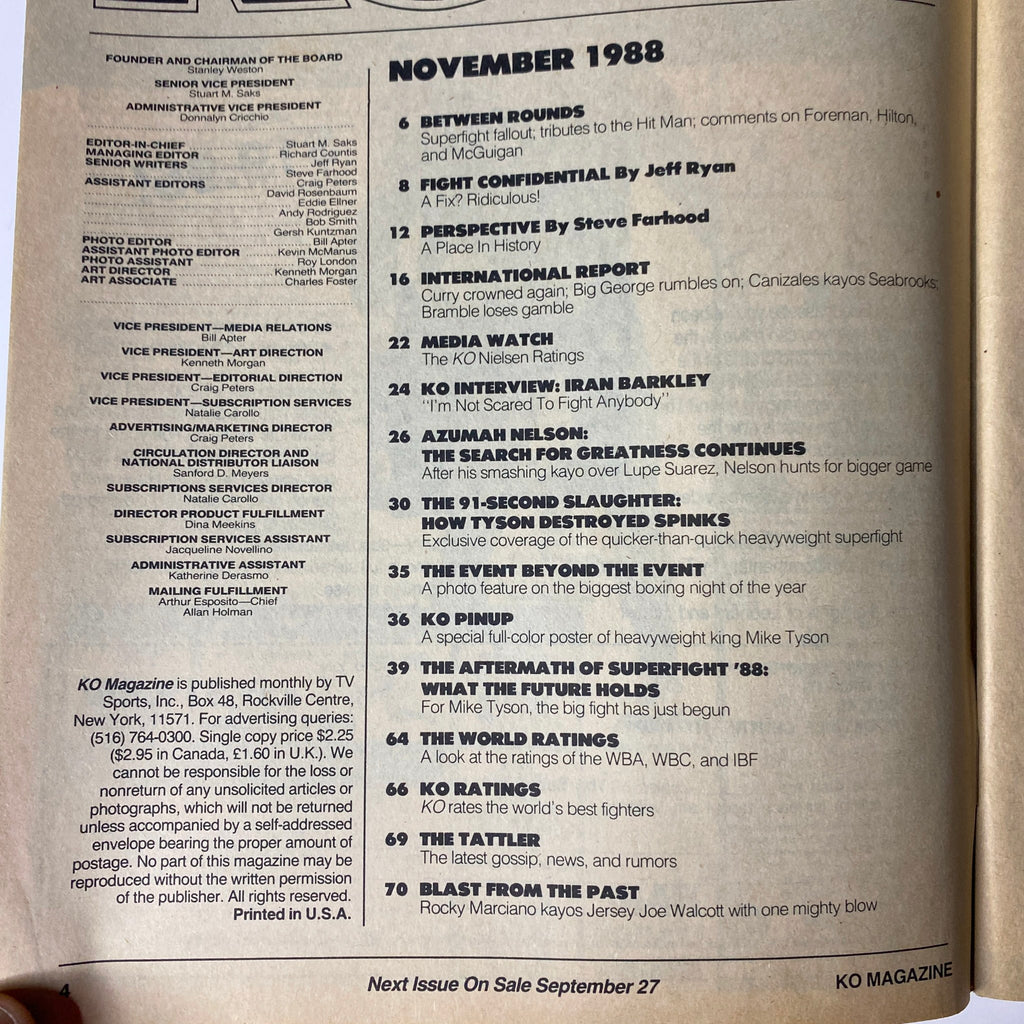 FOUNDER AND CHAIRMAN OF THE BOARD
Stanley Weston
SENIOR VICE PRESIDENT
Stuart M. Saks
ADMINISTRATIVE VICE PRESIDENT
Donnalyn Cricchio
EDITOR-IN-CHIEF Stuart M. Saks
MANAGING EDITOR Richard Countis
SENIOR WRITERS Jeff Ryan
Steve Farhood
ASSISTANT EDITORS Craig Peters
David Rosenbaum
Eddie Ellner
Andy Rodriguez
Bob Smith
Gersh Kuntzman
PHOTO EDITOR Bill Apter
ASSISTANT PHOTO EDITOR Kevin McManus
PHOTO ASSISTANT Roy London
ART DIRECTOR Kenneth Morgan
ART ASSOCIATE Charles Foster
VICE PRESIDENT—MEDIA RELATIONS
Bill Apter
VICE PRESIDENT—ART DIRECTION
Kenneth Morgan
VICE PRESIDENT—EDITORIAL DIRECTION
Craig Peters
VICE PRESIDENT—SUBSCRIPTION SERVICES
Natalie Carollo
ADVERTISING/MARKETING DIRECTOR
Craig Peters
CIRCULATION DIRECTOR AND
NATIONAL DISTRIBUTOR LIAISON
Sanford D. Meyers
SUBSCRIPTIONS SERVICES DIRECTOR
Natalie Carollo
DIRECTOR PRODUCT FULFILLMENT
Dina Meekins
SUBSCRIPTION SERVICES ASSISTANT
Jacqueline Novellino
ADMINISTRATIVE ASSISTANT
Katherine Derasmo
MAILING FULFILLMENT
Arthur Esposito—Chief
Allan Holman
KO Magazine is published monthly by TV
Sports, Inc., Box 48, Rockville Centre,
New York, 11571. For advertising queries:
(516) 764-0300. Single copy price $2.25
($2.95 in Canada, £1.60 in U.K.). We
cannot be responsible for the loss or
nonreturn of any unsolicited articles or
photographs, which will not be returned
unless accompanied by a self-addressed
envelope bearing the proper amount of
postage. No part of this magazine may be
reproduced without the written permission
of the publisher. All rights reserved.
Printed in U.S.A.
NOVEMBER 1988
6 BETWEEN ROUNDS
Superfight fallout; tributes to the Hit Man; comments on Foreman, Hilton,
and McGuigan
8 FIGHT CONFIDENTIAL By Jeff Ryan
A Fix? Ridiculous!
12 PERSPECTIVE By Steve Farhood
A Place In History
16 INTERNATIONAL REPORT
Curry crowned again; Big George rumbles on; Canizales kayos Seabrooks;
Bramble loses gamble
22 MEDIA WATCH
The KO Nielsen Ratings
24 KO INTERVIEW: IRAN BARKLEY
"I'm Not Scared To Fight Anybody"
26 AZUMAH NELSON:
THE SEARCH FOR GREATNESS CONTINUES
After his smashing kayo over Lupe Suarez, Nelson hunts for bigger game
30 THE 91-SECOND SLAUGHTER:
HOW TYSON DESTROYED SPINKS
Exclusive coverage of the quicker-than-quick heavyweight superfight
35 THE EVENT BEYOND THE EVENT
A photo feature on the biggest boxing night of the year
36 KO PINUP
A special full-color poster of heavyweight king Mike Tyson
39 THE AFTERMATH OF SUPERFIGHT '88:
WHAT THE FUTURE HOLDS
For Mike Tyson, the big fight has just begun
64 THE WORLD RATINGS
A look at the ratings of the WBA, WBC, and IBF
66 KO RATINGS
KO rates the world's best fighters
69 THE TATTLER
The latest gossip, news, and rumors
70 BLAST FROM THE PAST
Rocky Marciano kayos Jersey Joe Walcott with one mighty blow
4 Next Issue On Sale September 27 KO MAGAZINE